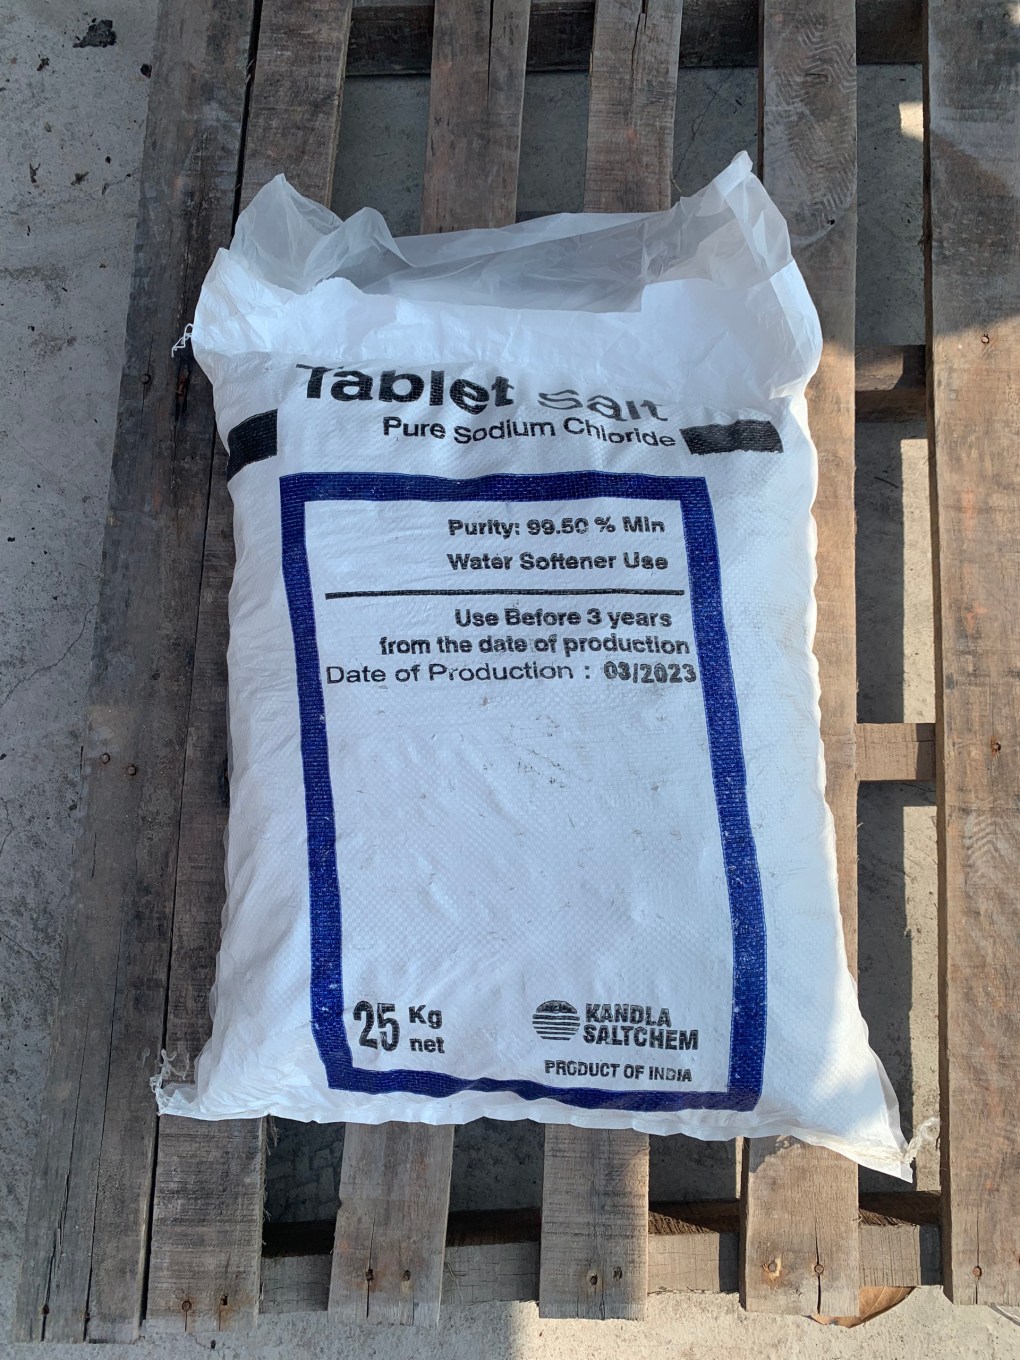 Tablet Salt
Pure Sodium Chloride
Purity: 99.50 % Min
Water Softener Use
Use Before 3 years
from the date of production
Date of Production : 03/2023
25 Kg
net
KANDLA
SALTCHEM
PRODUCT OF INDIA